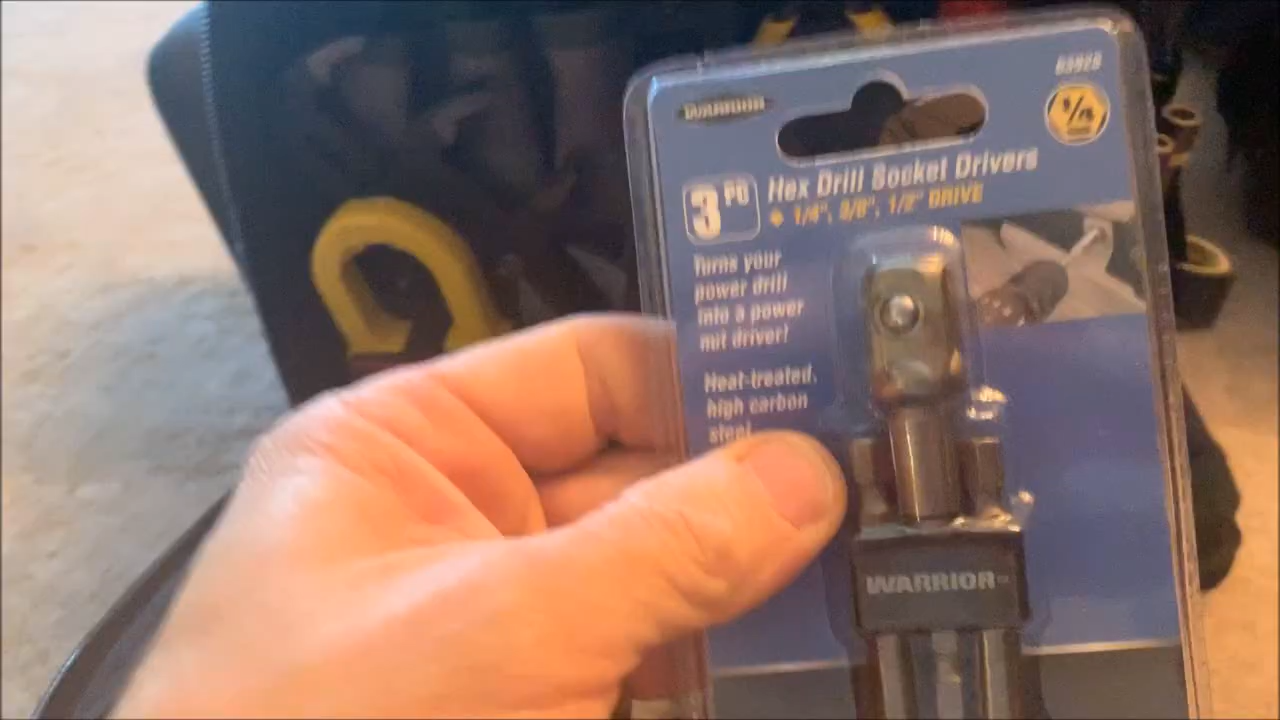 WARRIOR
1/4
3 PC
Hex Drill Socket Drivers
1/4", 3/8", 1/2" DRIVE
Turns your
power drill
into a power
nut driver!
Heat-treated,
high carbon
steel
WARRIOR